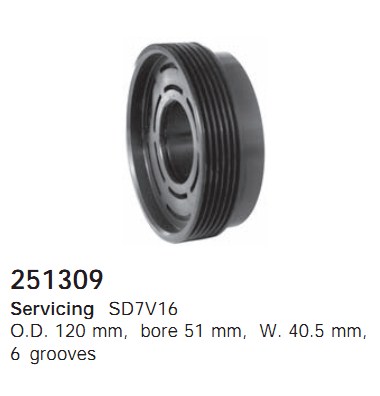 251309
Servicing SD7V16
O.D. 120 mm, bore 51 mm, W. 40.5 mm,
6 grooves